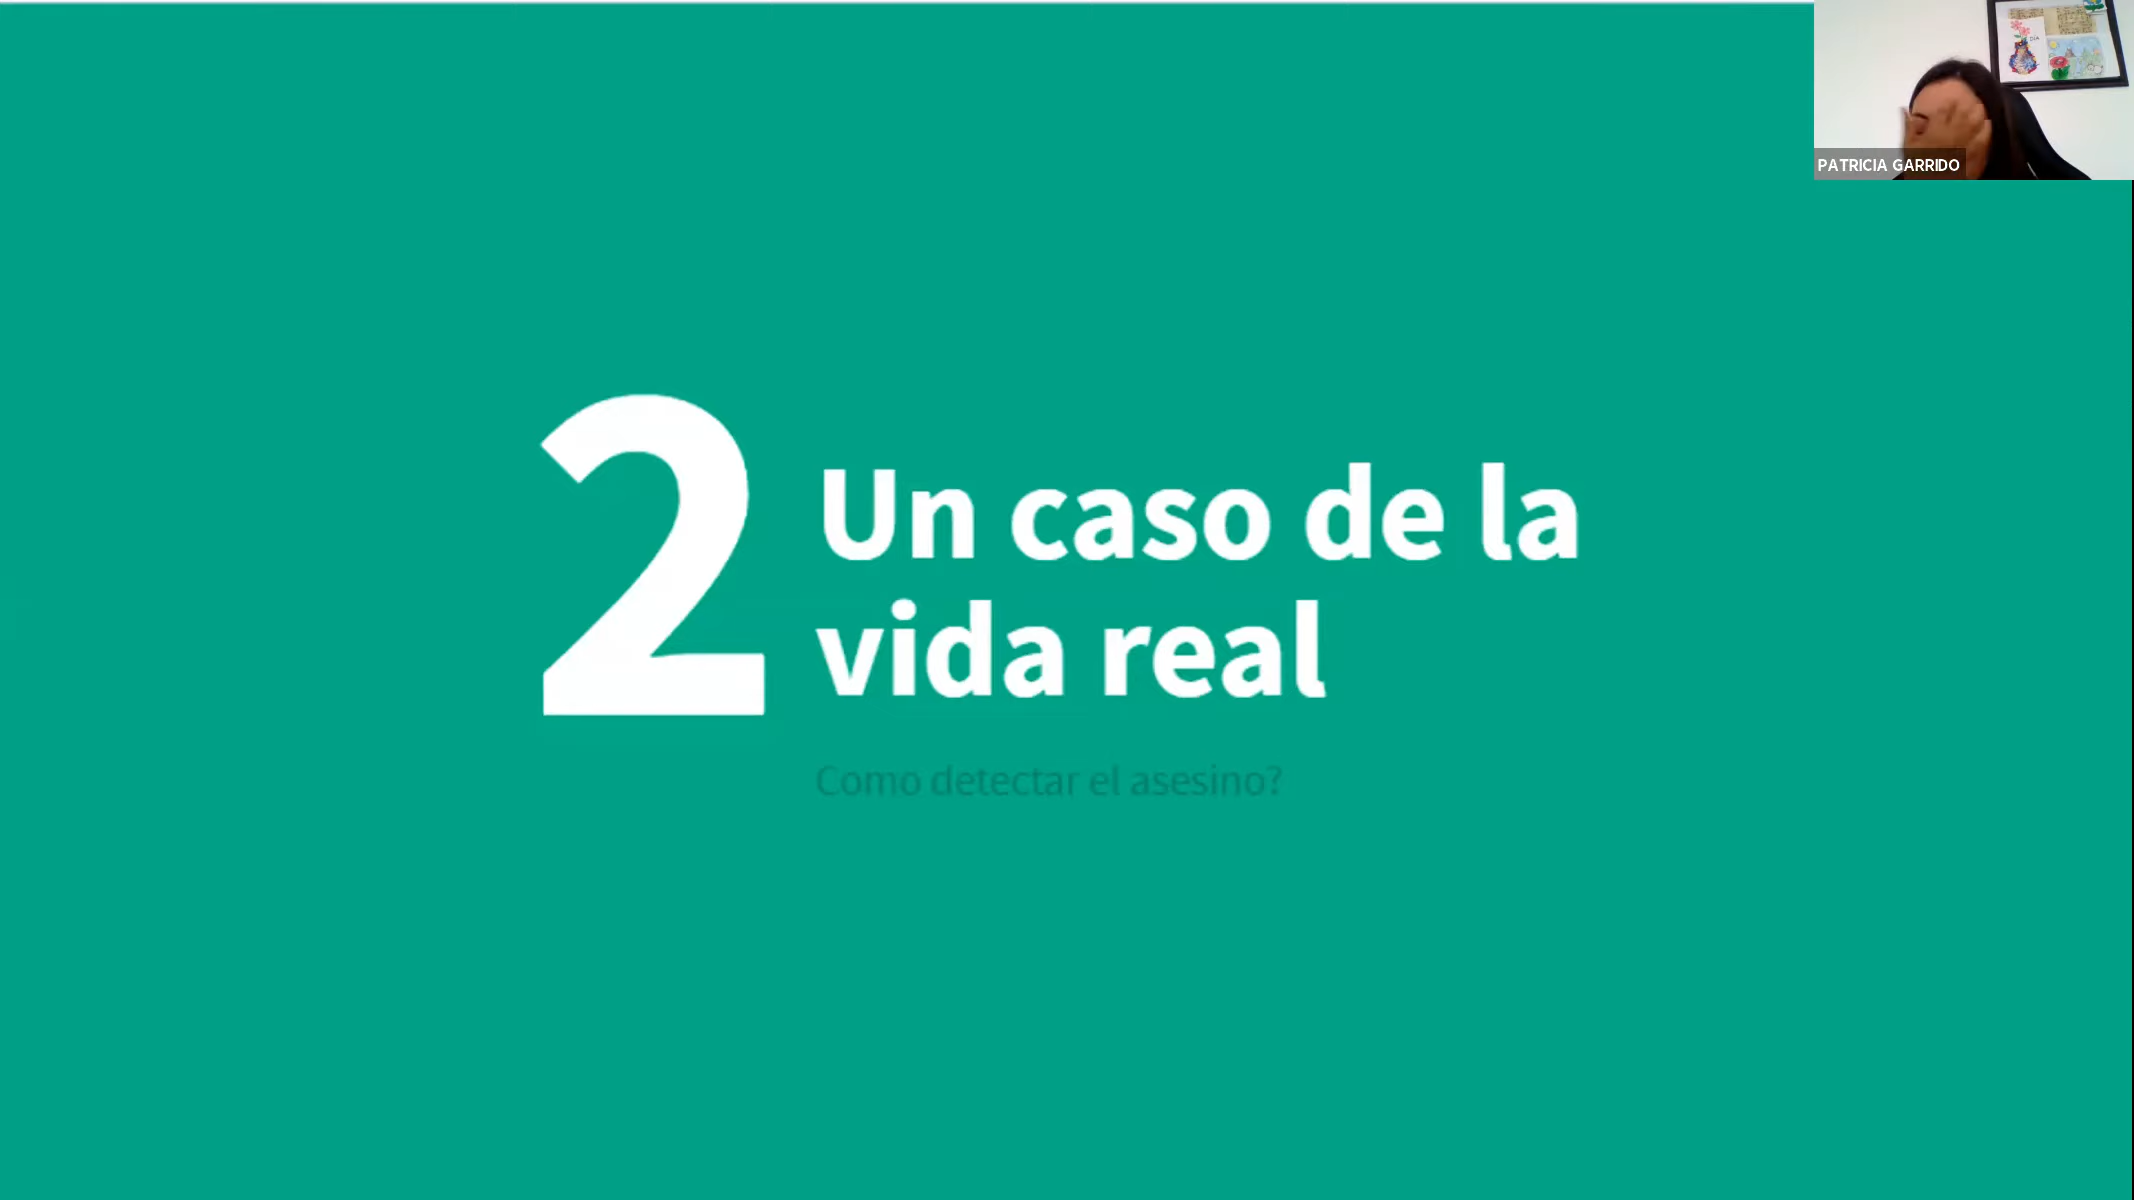 PATRICIA GARRIDO
2
Un caso de la
vida real
Como detectar el asesino?